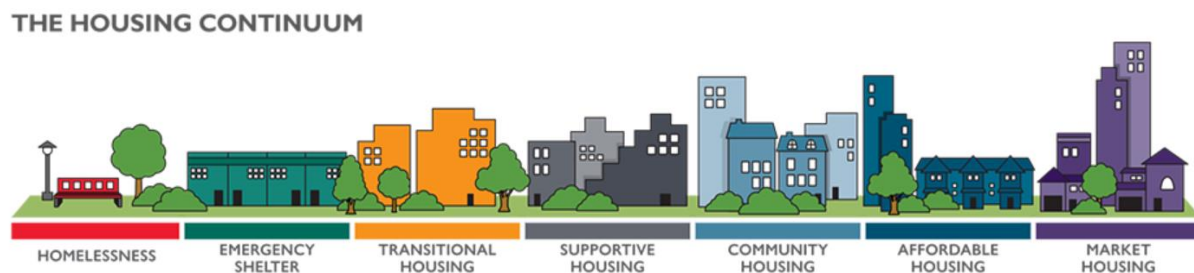 THE HOUSING CONTINUUM
HOMELESSNESS
EMERGENCY
SHELTER
TRANSITIONAL
HOUSING
SUPPORTIVE
HOUSING
COMMUNITY
HOUSING
AFFORDABLE
HOUSING
MARKET
HOUSING